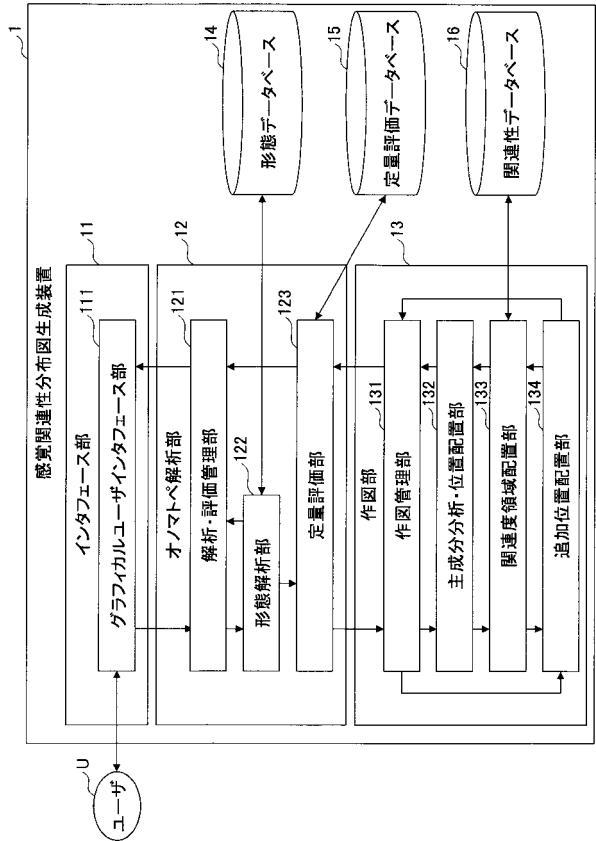 1
感覚関連性分布図生成装置
ユーザ
U
インタフェース部
11
グラフィカルユーザインタフェース部
111
オノマトペ解析部
12
解析・評価管理部
121
形態解析部
122
定量評価部
123
作図部
13
作図管理部
131
主成分分析・位置配置部
132
関連度領域配置部
133
追加位置配置部
134
形態データベース
14
定量評価データベース
15
関連性データベース
16